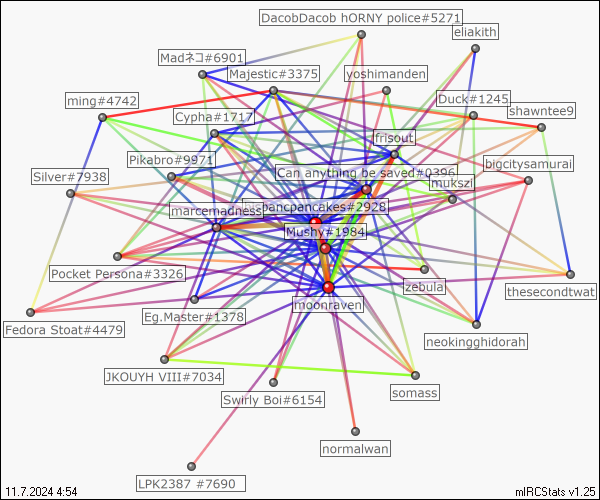 DacobDacob hORNY police#5271
eliakith
Madネコ#6901
Majestic#3375
yoshimanden
ming#4742
Duck#1245
shawntee9
Cypha#1717
frisout
Pikabro#9971
bigcitysamurai
Can anything be saved#0396
Silver#7938
mukszi
pancpancakes#2928
marcemadness
Mushy#1984
Pocket Persona#3326
zebula
thesecondtwat
moonraven
Eg.Master#1378
Fedora Stoat#4479
neokingghidorah
JKOUYH VIII#7034
somass
Swirly Boi#6154
normalwan
LPK2387 #7690
11.7.2024 4:54
mIRCStats v1.25